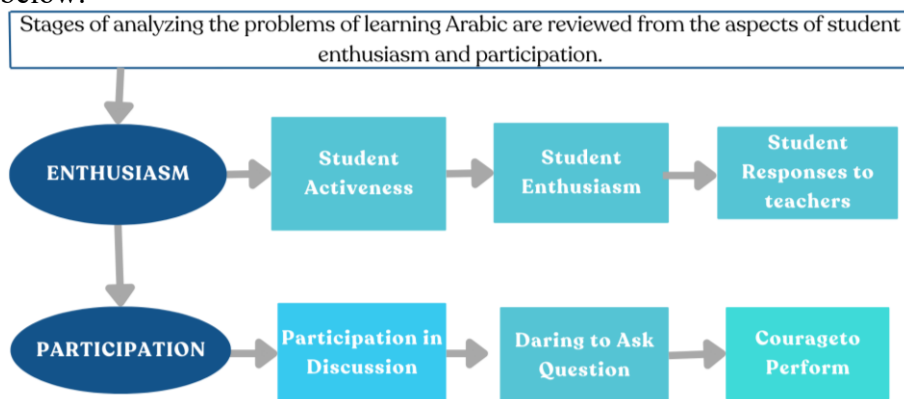 below.
Stages of analyzing the problems of learning Arabic are reviewed from the aspects of student
enthusiasm and participation.
ENTHUSIASM
Student
Activeness
Student
Enthusiasm
Student
Responses to
teachers
PARTICIPATION
Participation in
Discussion
Daring to Ask
Question
Courageto
Perform